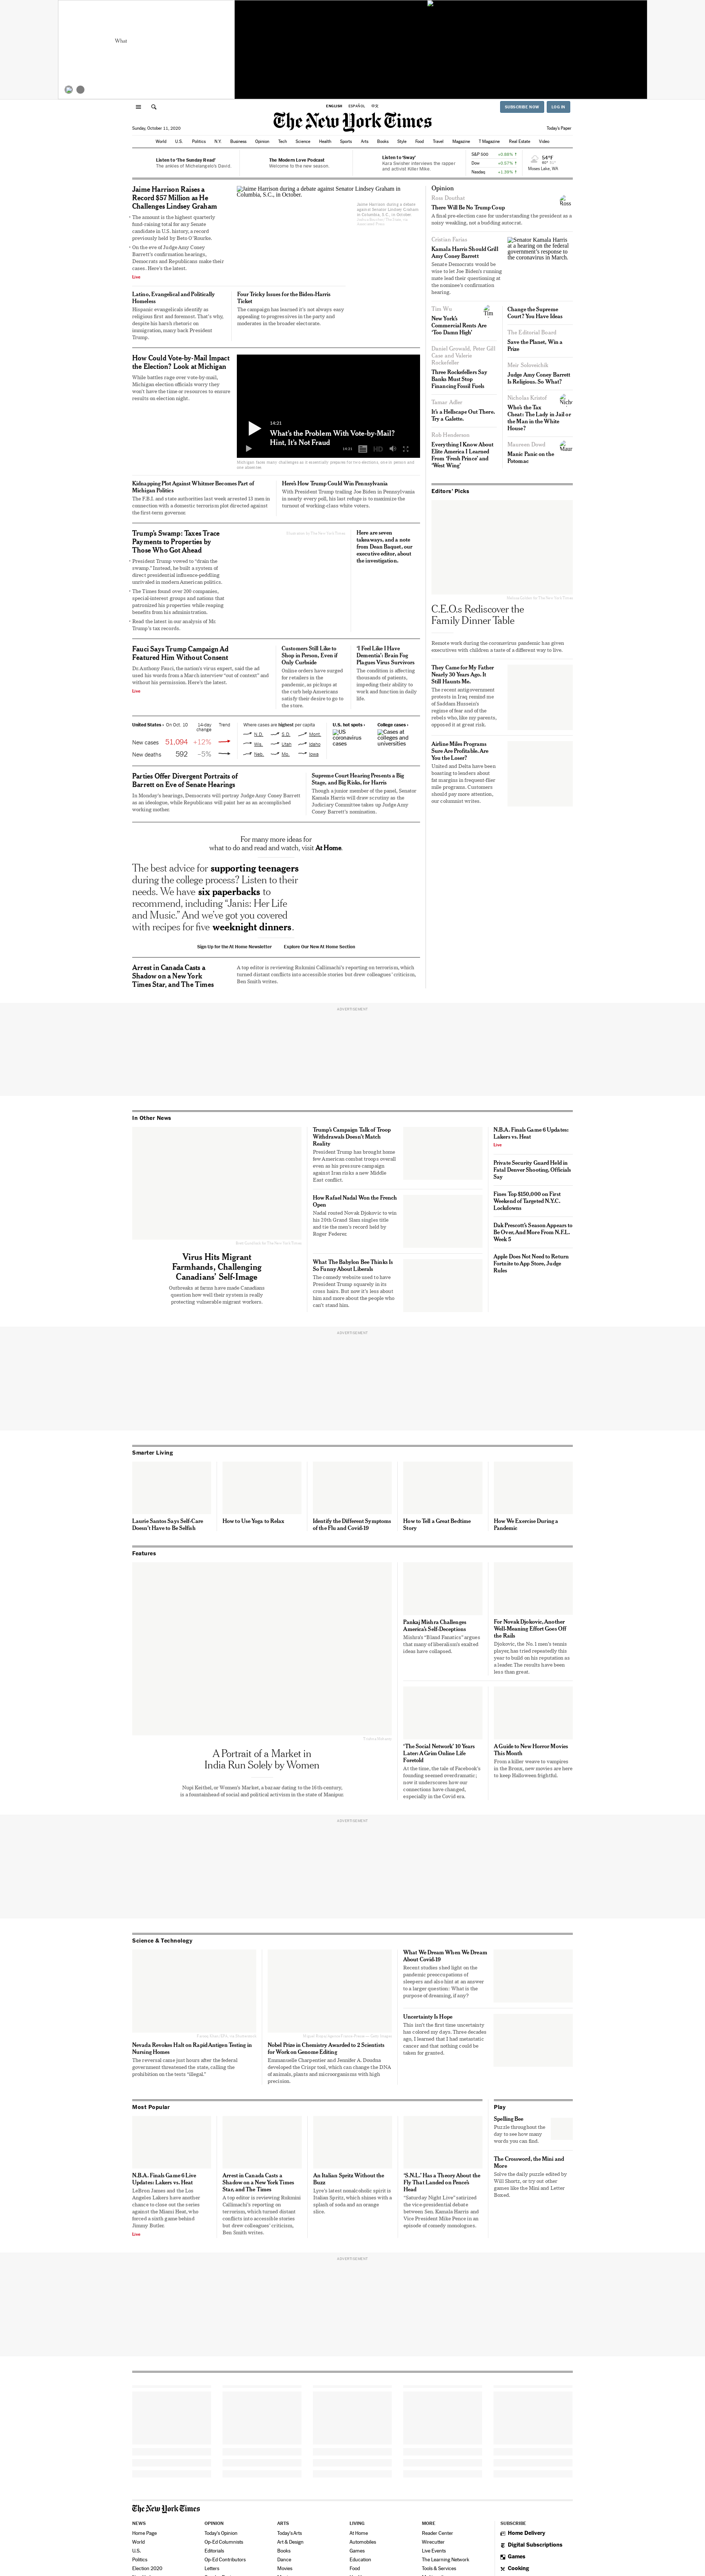 What
ENGLISH ESPAÑOL 中文
SUBSCRIBE NOW LOG IN
The New York Times
Sunday, October 11, 2020
Today's Paper
World U.S. Politics N.Y. Business Opinion Tech Science Health Sports Arts Books Style Food Travel Magazine T Magazine Real Estate Video
Listen to 'The Sunday Read'
The ankles of Michelangelo's David.
The Modern Love Podcast
Welcome to the new season.
Listen to 'Sway'
Kara Swisher interviews the rapper
and activist Killer Mike.
S&P 500 +0.88% ↑
Dow +0.57% ↑
Nasdaq +1.39% ↑
54°F
Moses Lake, WA
Jaime Harrison Raises a
Record $57 Million as He
Challenges Lindsey Graham
• The amount is the highest quarterly
fund-raising total for any Senate
candidate in U.S. history, a record
previously held by Beto O'Rourke.
• On the eve of Judge Amy Coney
Barrett's confirmation hearings,
Democrats and Republicans make their
cases. Here's the latest.
Live
Jaime Harrison during a debate against Senator Lindsey Graham in
Columbia, S.C., in October.
Jaime Harrison during a debate
against Senator Lindsey Graham
in Columbia, S.C., in October.
Latino, Evangelical and Politically
Homeless
Hispanic evangelicals identify as
religious first and foremost. That's why,
despite his harsh rhetoric on
immigration, many back President
Trump.
Four Tricky Issues for the Biden-Harris
Ticket
The campaign has learned it's not always easy
appealing to progressives in the party and
moderates in the broader electorate.
How Could Vote-by-Mail Impact
the Election? Look at Michigan
While battles rage over vote-by-mail,
Michigan election officials worry they
won't have the time or resources to ensure
results on election night.
14:21
What's the Problem With Vote-by-Mail?
Hint, It's Not Fraud
14:21 HD
Kidnapping Plot Against Whitmer Becomes Part of
Michigan Politics
The F.B.I. and state authorities last week arrested 13 men in
connection with a domestic terrorism plot directed against
the first-term governor.
Here's How Trump Could Win Pennsylvania
With President Trump trailing Joe Biden in Pennsylvania
in nearly every poll, his last refuge is to maximize the
turnout of working-class white voters.
Trump's Swamp: Taxes Trace
Payments to Properties by
Those Who Got Ahead
• President Trump vowed to "drain the
swamp." Instead, he built a system of
direct presidential influence-peddling
unrivaled in modern American politics.
• The Times found over 200 companies,
special-interest groups and nations that
patronized his properties while reaping
benefits from his administration.
• Read the latest in our analysis of Mr.
Trump's tax records.
Here are seven
takeaways, and a note
from Dean Baquet, our
executive editor, about
the investigation.
Fauci Says Trump Campaign Ad
Featured Him Without Consent
Dr. Anthony Fauci, the nation's virus expert, said the ad
used his words from a March interview "out of context" and
without his permission. Here's the latest.
Live
Customers Still Like to
Shop in Person, Even if
Only Curbside
Online orders have surged
for retailers in the
pandemic, as pickups at
the curb help Americans
satisfy their desire to go to
the store.
'I Feel Like I Have
Dementia': Brain Fog
Plagues Virus Survivors
The condition is affecting
thousands of patients,
impeding their ability to
work and function in daily
life.
United States › On Oct. 10 14-day change Trend
New cases 51,094 +12%
New deaths 592 –5%
Where cases are highest per capita
N.D. S.D. Mont.
Wis. Utah Idaho
Neb. Mo. Iowa
U.S. hot spots ›
US coronavirus cases
College cases ›
Cases at colleges and universities
Parties Offer Divergent Portraits of
Barrett on Eve of Senate Hearings
In Monday's hearings, Democrats will portray Judge Amy Coney Barrett
as an ideologue, while Republicans will paint her as an accomplished
working mother.
Supreme Court Hearing Presents a Big
Stage, and Big Risks, for Harris
Though a junior member of the panel, Senator
Kamala Harris will draw scrutiny as the
Judiciary Committee takes up Judge Amy
Coney Barrett's nomination.
For many more ideas for
what to do and read and watch, visit At Home.
The best advice for supporting teenagers
during the college process? Listen to their
needs. We have six paperbacks to
recommend, including "Janis: Her Life
and Music." And we've got you covered
with recipes for five weeknight dinners.
Sign Up for the At Home Newsletter Explore Our New At Home Section
Arrest in Canada Casts a
Shadow on a New York
Times Star, and The Times
A top editor is reviewing Rukmini Callimachi's reporting on terrorism, which
turned distant conflicts into accessible stories but drew colleagues' criticism,
Ben Smith writes.
Opinion
Ross Douthat
There Will Be No Trump Coup
A final pre-election case for understanding the president as a
noisy weakling, not a budding autocrat.
Ross
Cristian Farias
Kamala Harris Should Grill
Amy Coney Barrett
Senate Democrats would be
wise to let Joe Biden's running
mate lead their questioning at
the nominee's confirmation
hearing.
Senator Kamala Harris
at a hearing on the federal
government's response to
the coronavirus in March.
Tim Wu
New York's
Commercial Rents Are
'Too Damn High'
Tim
Daniel Growald, Peter Gill
Case and Valerie
Rockefeller
Three Rockefellers Say
Banks Must Stop
Financing Fossil Fuels
Tamar Adler
It's a Hellscape Out There.
Try a Galette.
Rob Henderson
Everything I Know About
Elite America I Learned
From 'Fresh Prince' and
'West Wing'
Change the Supreme
Court? You Have Ideas
The Editorial Board
Save the Planet, Win a
Prize
Meir Soloveichik
Judge Amy Coney Barrett
Is Religious. So What?
Nicholas Kristof
Who's the Tax
Cheat: The Lady in Jail or
the Man in the White
House?
Nich
Maureen Dowd
Manic Panic on the
Potomac
Maur
Editors' Picks
C.E.O.s Rediscover the
Family Dinner Table
Remote work during the coronavirus pandemic has given
executives with children a taste of a different way to live.
They Came for My Father
Nearly 30 Years Ago. It
Still Haunts Me.
The recent antigovernment
protests in Iraq remind me
of Saddam Hussein's
regime of fear and of the
rebels who, like my parents,
opposed it at great risk.
Airline Miles Programs
Sure Are Profitable. Are
You the Loser?
United and Delta have been
boasting to lenders about
fat margins in frequent-flier
mile programs. Customers
should pay more attention,
our columnist writes.
ADVERTISEMENT
In Other News
Virus Hits Migrant
Farmhands, Challenging
Canadians' Self-Image
Outbreaks at farms have made Canadians
question how well their system is really
protecting vulnerable migrant workers.
Trump's Campaign Talk of Troop
Withdrawals Doesn't Match
Reality
President Trump has brought home
few American combat troops overall
even as his pressure campaign
against Iran risks a new Middle
East conflict.
How Rafael Nadal Won the French
Open
Nadal routed Novak Djokovic to win
his 20th Grand Slam singles title
and tie the men's record held by
Roger Federer.
What The Babylon Bee Thinks Is
So Funny About Liberals
The comedy website used to have
President Trump squarely in its
cross hairs. But now it's less about
him and more about the people who
can't stand him.
N.B.A. Finals Game 6 Updates:
Lakers vs. Heat
Live
Private Security Guard Held in
Fatal Denver Shooting, Officials
Say
Fines Top $150,000 on First
Weekend of Targeted N.Y.C.
Lockdowns
Dak Prescott's Season Appears to
Be Over, And More From N.F.L.
Week 5
Apple Does Not Need to Return
Fortnite to App Store, Judge
Rules
ADVERTISEMENT
Smarter Living
Laurie Santos Says Self-Care
Doesn't Have to Be Selfish
How to Use Yoga to Relax
Identify the Different Symptoms
of the Flu and Covid-19
How to Tell a Great Bedtime
Story
How We Exercise During a
Pandemic
Features
A Portrait of a Market in
India Run Solely by Women
Nupi Keithel, or Women's Market, a bazaar dating to the 16th century,
is a fountainhead of social and political activism in the state of Manipur.
Pankaj Mishra Challenges
America's Self-Deceptions
Mishra's "Bland Fanatics" argues
that many of liberalism's exalted
ideas have collapsed.
For Novak Djokovic, Another
Well-Meaning Effort Goes Off
the Rails
Djokovic, the No. 1 men's tennis
player, has tried repeatedly this
year to build on his reputation as
a leader. The results have been
less than great.
'The Social Network' 10 Years
Later: A Grim Online Life
Foretold
At the time, the tale of Facebook's
founding seemed overdramatic;
now it underscores how our
connections have changed,
especially in the Covid era.
A Guide to New Horror Movies
This Month
From a killer weave to vampires
in the Bronx, new movies are here
to keep Halloween frightful.
ADVERTISEMENT
Science & Technology
Nevada Revokes Halt on Rapid Antigen Testing in
Nursing Homes
The reversal came just hours after the federal
government threatened the state, calling the
prohibition on the tests "illegal."
Nobel Prize in Chemistry Awarded to 2 Scientists
for Work on Genome Editing
Emmanuelle Charpentier and Jennifer A. Doudna
developed the Crispr tool, which can change the DNA
of animals, plants and microorganisms with high
precision.
What We Dream When We Dream
About Covid-19
Recent studies shed light on the
pandemic preoccupations of
sleepers and also hint at an answer
to a larger question: What is the
purpose of dreaming, if any?
Uncertainty Is Hope
This isn't the first time uncertainty
has colored my days. Three decades
ago, I learned that I had metastatic
cancer and that nothing could be
taken for granted.
Most Popular
N.B.A. Finals Game 6 Live
Updates: Lakers vs. Heat
LeBron James and the Los
Angeles Lakers have another
chance to close out the series
against the Miami Heat, who
forced a sixth game behind
Jimmy Butler.
Live
Arrest in Canada Casts a
Shadow on a New York Times
Star, and The Times
A top editor is reviewing Rukmini
Callimachi's reporting on
terrorism, which turned distant
conflicts into accessible stories
but drew colleagues' criticism,
Ben Smith writes.
An Italian Spritz Without the
Buzz
Lyre's latest nonalcoholic spirit is
Italian Spritz, which shines with a
splash of soda and an orange
slice.
'S.N.L.' Has a Theory About the
Fly That Landed on Pence's
Head
"Saturday Night Live" satirized
the vice-presidential debate
between Sen. Kamala Harris and
Vice President Mike Pence in an
episode of comedy monologues.
Play
Spelling Bee
Puzzle throughout the
day to see how many
words you can find.
The Crossword, the Mini and
More
Solve the daily puzzle edited by
Will Shortz, or try out other
games like the Mini and Letter
Boxed.
ADVERTISEMENT
The New York Times
NEWS
Home Page
World
U.S.
Politics
Election 2020
OPINION
Today's Opinion
Op-Ed Columnists
Editorials
Op-Ed Contributors
Letters
ARTS
Today's Arts
Art & Design
Books
Dance
Movies
LIVING
At Home
Automobiles
Games
Education
Food
MORE
Reader Center
Wirecutter
Live Events
The Learning Network
Tools & Services
SUBSCRIBE
Home Delivery
Digital Subscriptions
Games
Cooking